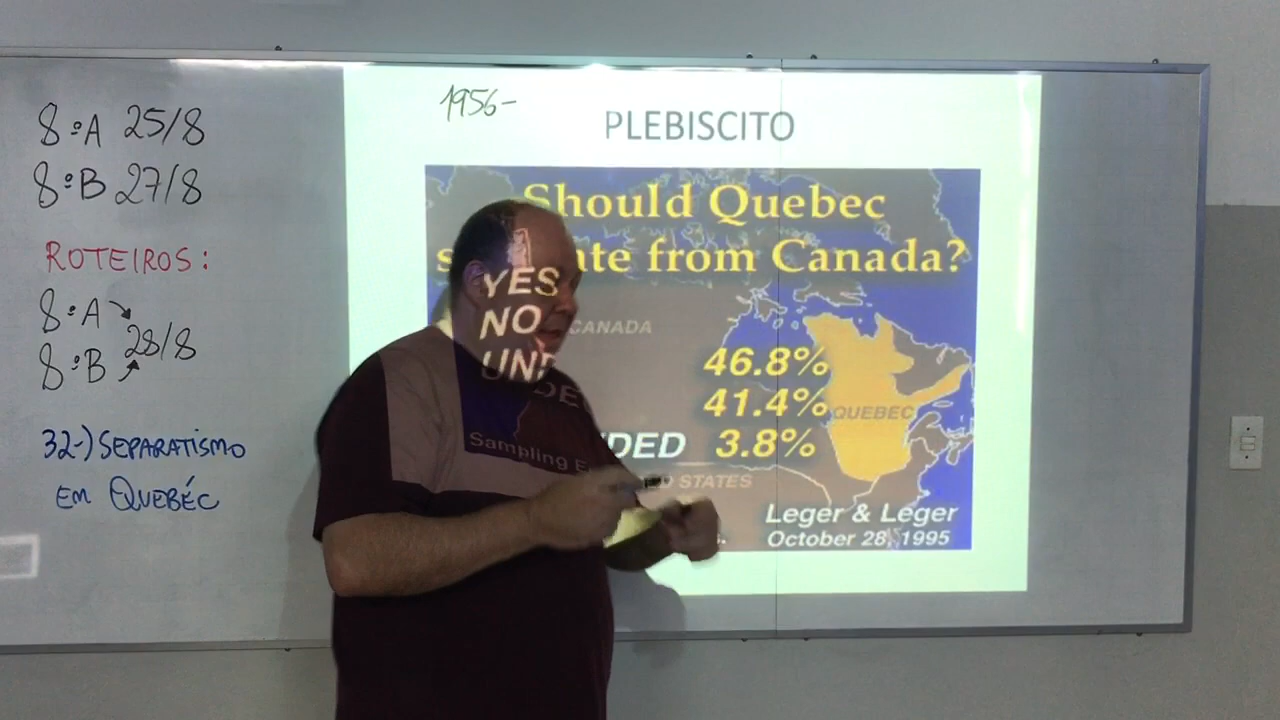 8ºA 25/8
8ºB 27/8
ROTEIROS:
8ºA
8ºB
28/8
32-) SEPARATISMO
EM QUEBÉC
1956-
PLEBISCITO
Should Quebec
from Canada?
CANADA
YES 46.8%
NO 41.4%
3.8%
QUEBEC
STATES
Sampling
Leger & Leger
October 28, 1995